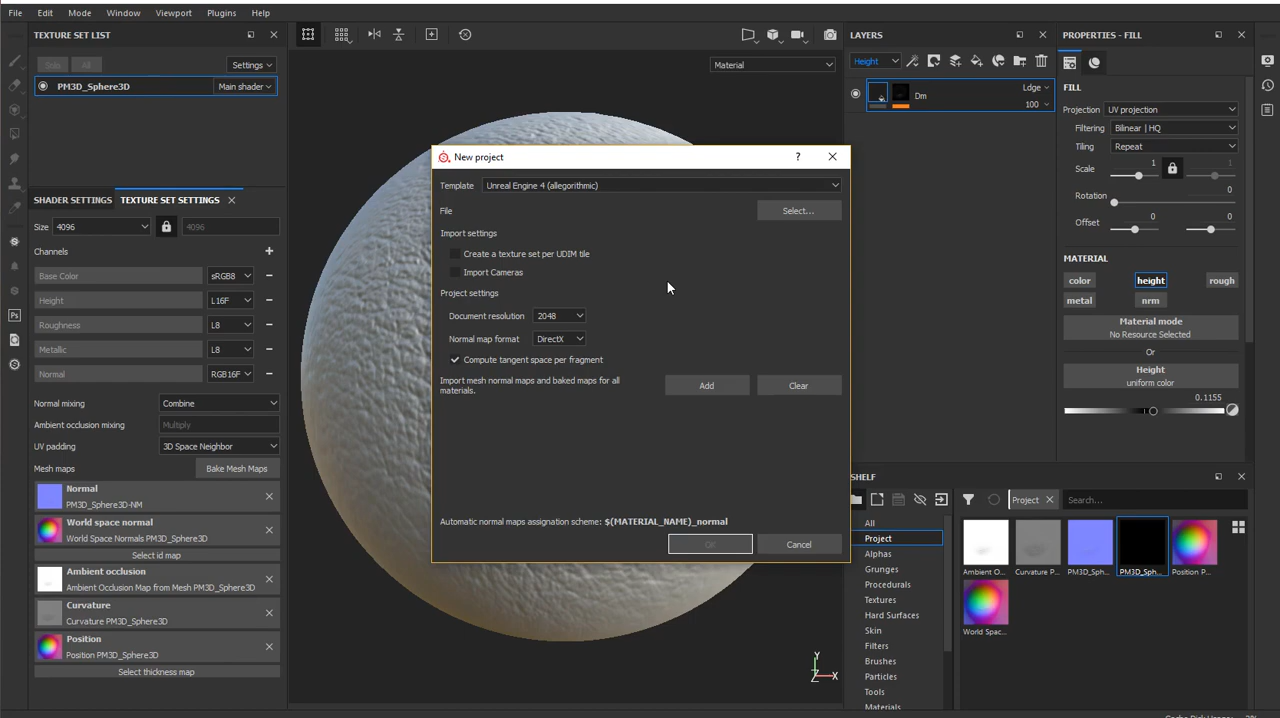 File Edit Mode Window Viewport Plugins Help
TEXTURE SET LIST
Solo All Settings
PM3D_Sphere3D Main shader
SHADER SETTINGS TEXTURE SET SETTINGS
Size 4096 4096
Channels
Base Color sRGB8
Height L16F
Roughness L8
Metallic L8
Normal RGB16F
Normal mixing Combine
Ambient occlusion mixing Multiply
UV padding 3D Space Neighbor
Mesh maps Bake Mesh Maps
Normal
PM3D_Sphere3D-NM
World space normal
World Space Normals PM3D_Sphere3D
Select id map
Ambient occlusion
Ambient Occlusion Map from Mesh PM3D_Sphere3D
Curvature
Curvature PM3D_Sphere3D
Position
Position PM3D_Sphere3D
Select thickness map
Material
New project
?
Template Unreal Engine 4 (allegorithmic)
File Select...
Import settings
Create a texture set per UDIM tile
Import Cameras
Project settings
Document resolution 2048
Normal map format DirectX
Compute tangent space per fragment
Import mesh normal maps and baked maps for all
materials.
Add Clear
Automatic normal maps assignation scheme: $(MATERIAL_NAME)_normal
OK Cancel
Y
Z X
LAYERS
Height
Dm Ldge
100
PROPERTIES - FILL
FILL
Projection UV projection
Filtering Bilinear | HQ
Tiling Repeat
Scale 1 1
Rotation 0
Offset 0 0
MATERIAL
color height rough
metal nrm
Material mode
No Resource Selected
Or
Height
uniform color
0.1155
SHELF
Project Search...
All
Project
Alphas
Grunges
Procedurals
Textures
Hard Surfaces
Skin
Filters
Brushes
Particles
Tools
Materials
Ambient O... Curvature P... PM3D_Sph... PM3D_Sph... Position P...
World Spac...
Ps